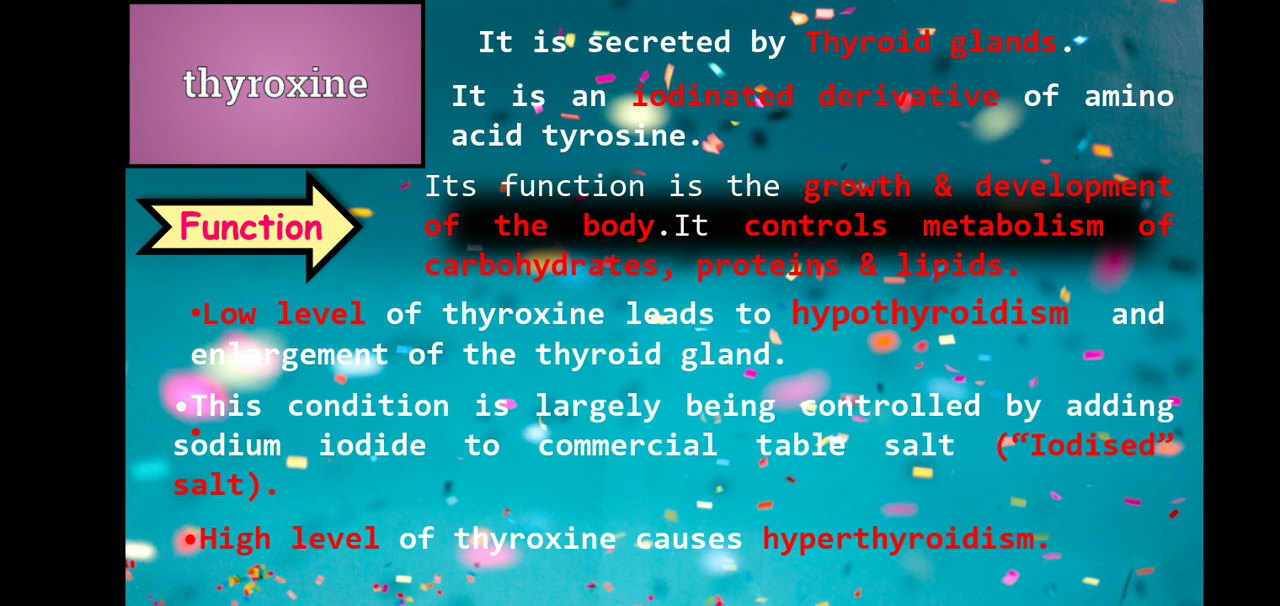 thyroxine
It is secreted by Thyroid glands.
It is an iodinated derivative of amino
acid tyrosine.
Function
Its function is the growth & development
of the body.It controls metabolism of
carbohydrates, proteins & lipids.
•Low level of thyroxine leads to hypothyroidism and
enlargement of the thyroid gland.
•This condition is largely being controlled by adding
sodium iodide to commercial table salt (“Iodised”
salt).
•High level of thyroxine causes hyperthyroidism.